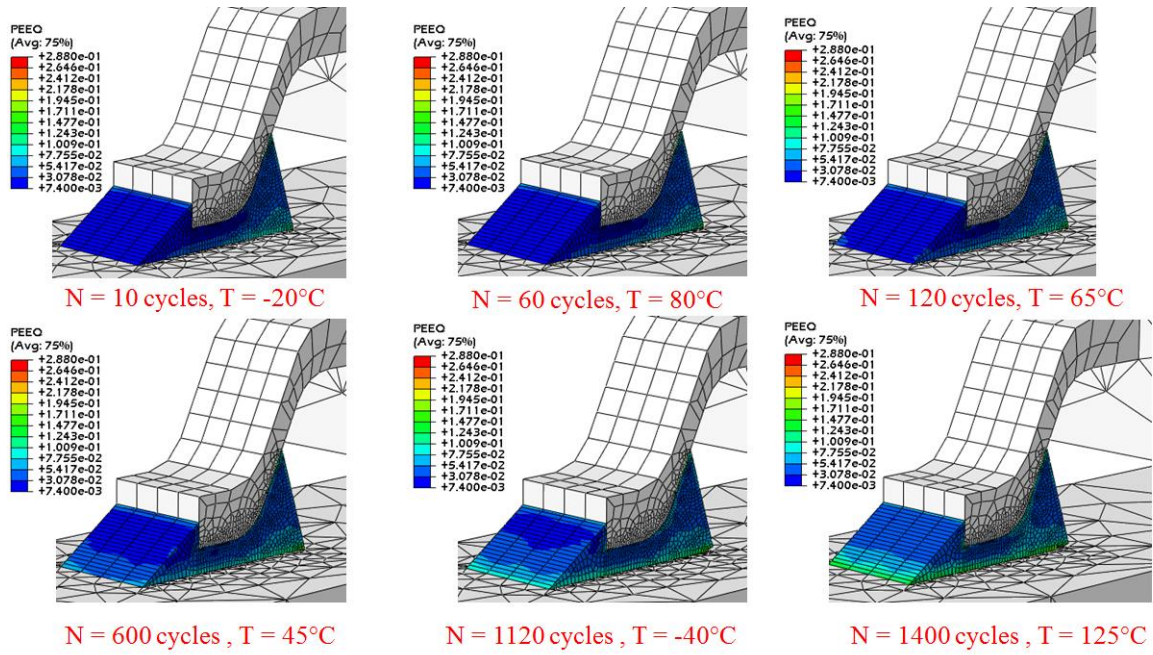 PEEQ
(Avg: 75%)
+2.880e-01
+2.646e-01
+2.412e-01
+2.178e-01
+1.945e-01
+1.711e-01
+1.477e-01
+1.243e-01
+1.009e-01
+7.755e-02
+5.417e-02
+3.078e-02
+7.400e-03
N = 10 cycles, T = -20°C
PEEQ
(Avg: 75%)
+2.880e-01
+2.646e-01
+2.412e-01
+2.178e-01
+1.945e-01
+1.711e-01
+1.477e-01
+1.243e-01
+1.009e-01
+7.755e-02
+5.417e-02
+3.078e-02
+7.400e-03
N = 60 cycles, T = 80°C
PEEQ
(Avg: 75%)
+2.880e-01
+2.646e-01
+2.412e-01
+2.178e-01
+1.945e-01
+1.711e-01
+1.477e-01
+1.243e-01
+1.009e-01
+7.755e-02
+5.417e-02
+3.078e-02
+7.400e-03
N = 120 cycles, T = 65°C
PEEQ
(Avg: 75%)
+2.880e-01
+2.646e-01
+2.412e-01
+2.178e-01
+1.945e-01
+1.711e-01
+1.477e-01
+1.243e-01
+1.009e-01
+7.755e-02
+5.417e-02
+3.078e-02
+7.400e-03
N = 600 cycles , T = 45°C
PEEQ
(Avg: 75%)
+2.880e-01
+2.646e-01
+2.412e-01
+2.178e-01
+1.945e-01
+1.711e-01
+1.477e-01
+1.243e-01
+1.009e-01
+7.755e-02
+5.417e-02
+3.078e-02
+7.400e-03
N = 1120 cycles , T = -40°C
PEEQ
(Avg: 75%)
+2.880e-01
+2.646e-01
+2.412e-01
+2.178e-01
+1.945e-01
+1.711e-01
+1.477e-01
+1.243e-01
+1.009e-01
+7.755e-02
+5.417e-02
+3.078e-02
+7.400e-03
N = 1400 cycles , T = 125°C